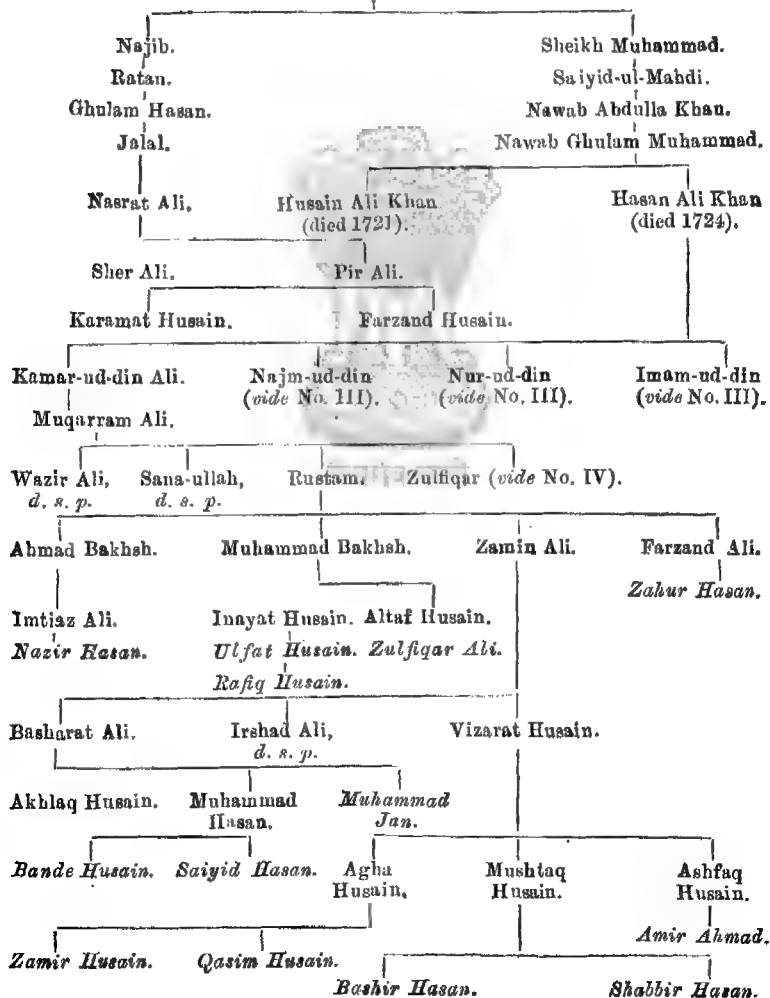 Najib. Sheikh Muhammad.
Ratan. Saiyid-ul-Mahdi.
Ghulam Hasan. Nawab Abdulla Khan.
Jalal. Nawab Ghulam Muhammad.
Nasrat Ali. Husain Ali Khan Hasan Ali Khan
(died 1721). (died 1724).
Sher Ali. Pir Ali.
Karamat Husain. Farzand Husain.
Kamar-ud-din Ali. Najm-ud-din Nur-ud-din Imam-ud-din
(vide No. III). (vide No. III). (vide No. III).
Muqarram Ali.
Wazir Ali, Sana-ullah, Rustam. Zulfiqar (vide No. IV).
d. s. p. d. s. p.
Ahmad Bakhsh. Muhammad Bakhsh. Zamin Ali. Farzand Ali.
Zahur Hasan.
Imtiaz Ali. Inayat Husain. Altaf Husain.
Nazir Hasan. Ulfat Husain. Zulfiqar Ali.
Rafiq Husain.
Basharat Ali. Irshad Ali, Vizarat Husain.
d. s. p.
Akhlaq Husain. Muhammad Muhammad
Hasan. Jan.
Bande Husain. Saiyid Hasan. Agha Mushtaq Ashfaq
Husain. Husain. Husain.
Amir Ahmad.
Zamir Husain. Qasim Husain.
Bashir Hasan. Shabbir Hasan.